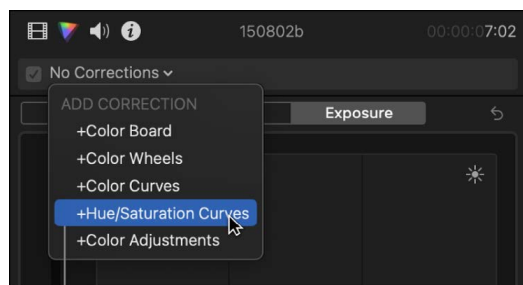 150802b 00:00:07:02
No Corrections
ADD CORRECTION
+Color Board
Exposure
+Color Wheels
+Color Curves
+Hue/Saturation Curves
+Color Adjustments